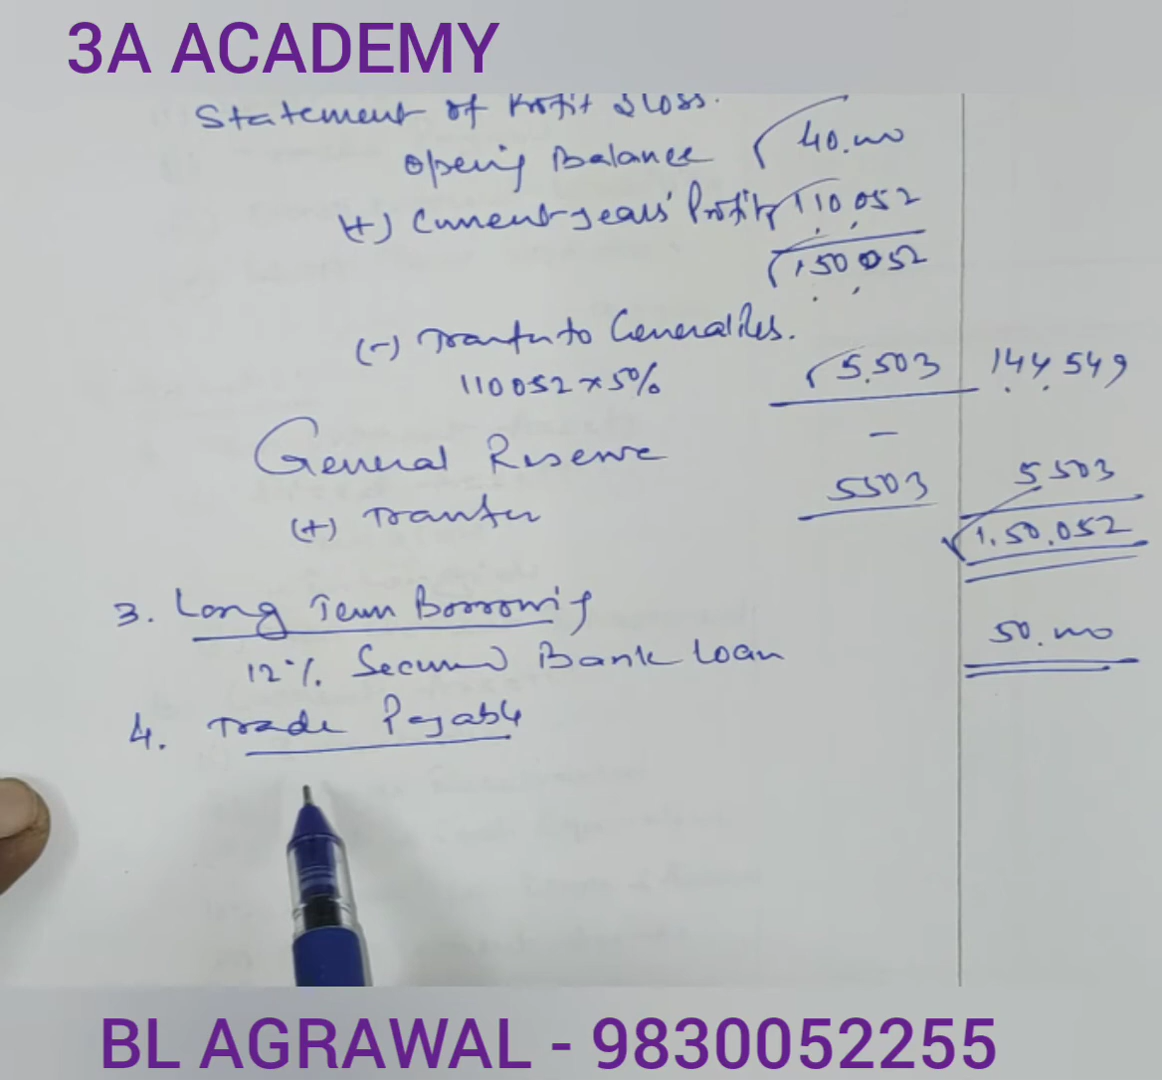 3A ACADEMY
Statement of Profit & Loss.
Opening Balance 40.000
(+) Current years' Profit 110 052
150 052
(-) Transfer to General Res.
110052 x 5% 5.503 144 549
General Reserve —
(+) Transfer 5503 5 503
1.50.052
3. Long Term Borrowing
12% Secured Bank Loan 50.000
4. Trade Payable
BL AGRAWAL - 9830052255